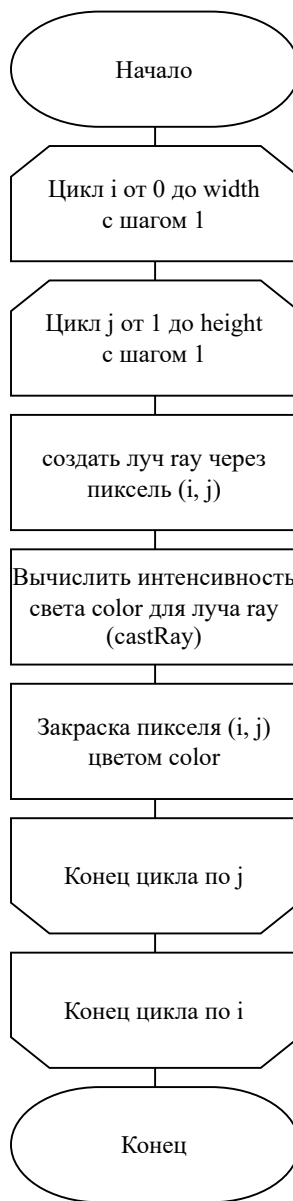 Начало
Цикл i от 0 до width
с шагом 1
Цикл j от 1 до height
с шагом 1
создать луч ray через
пиксель (i, j)
Вычислить интенсивность
света color для луча ray
(castRay)
Закраска пикселя (i, j)
цветом color
Конец цикла по j
Конец цикла по i
Конец